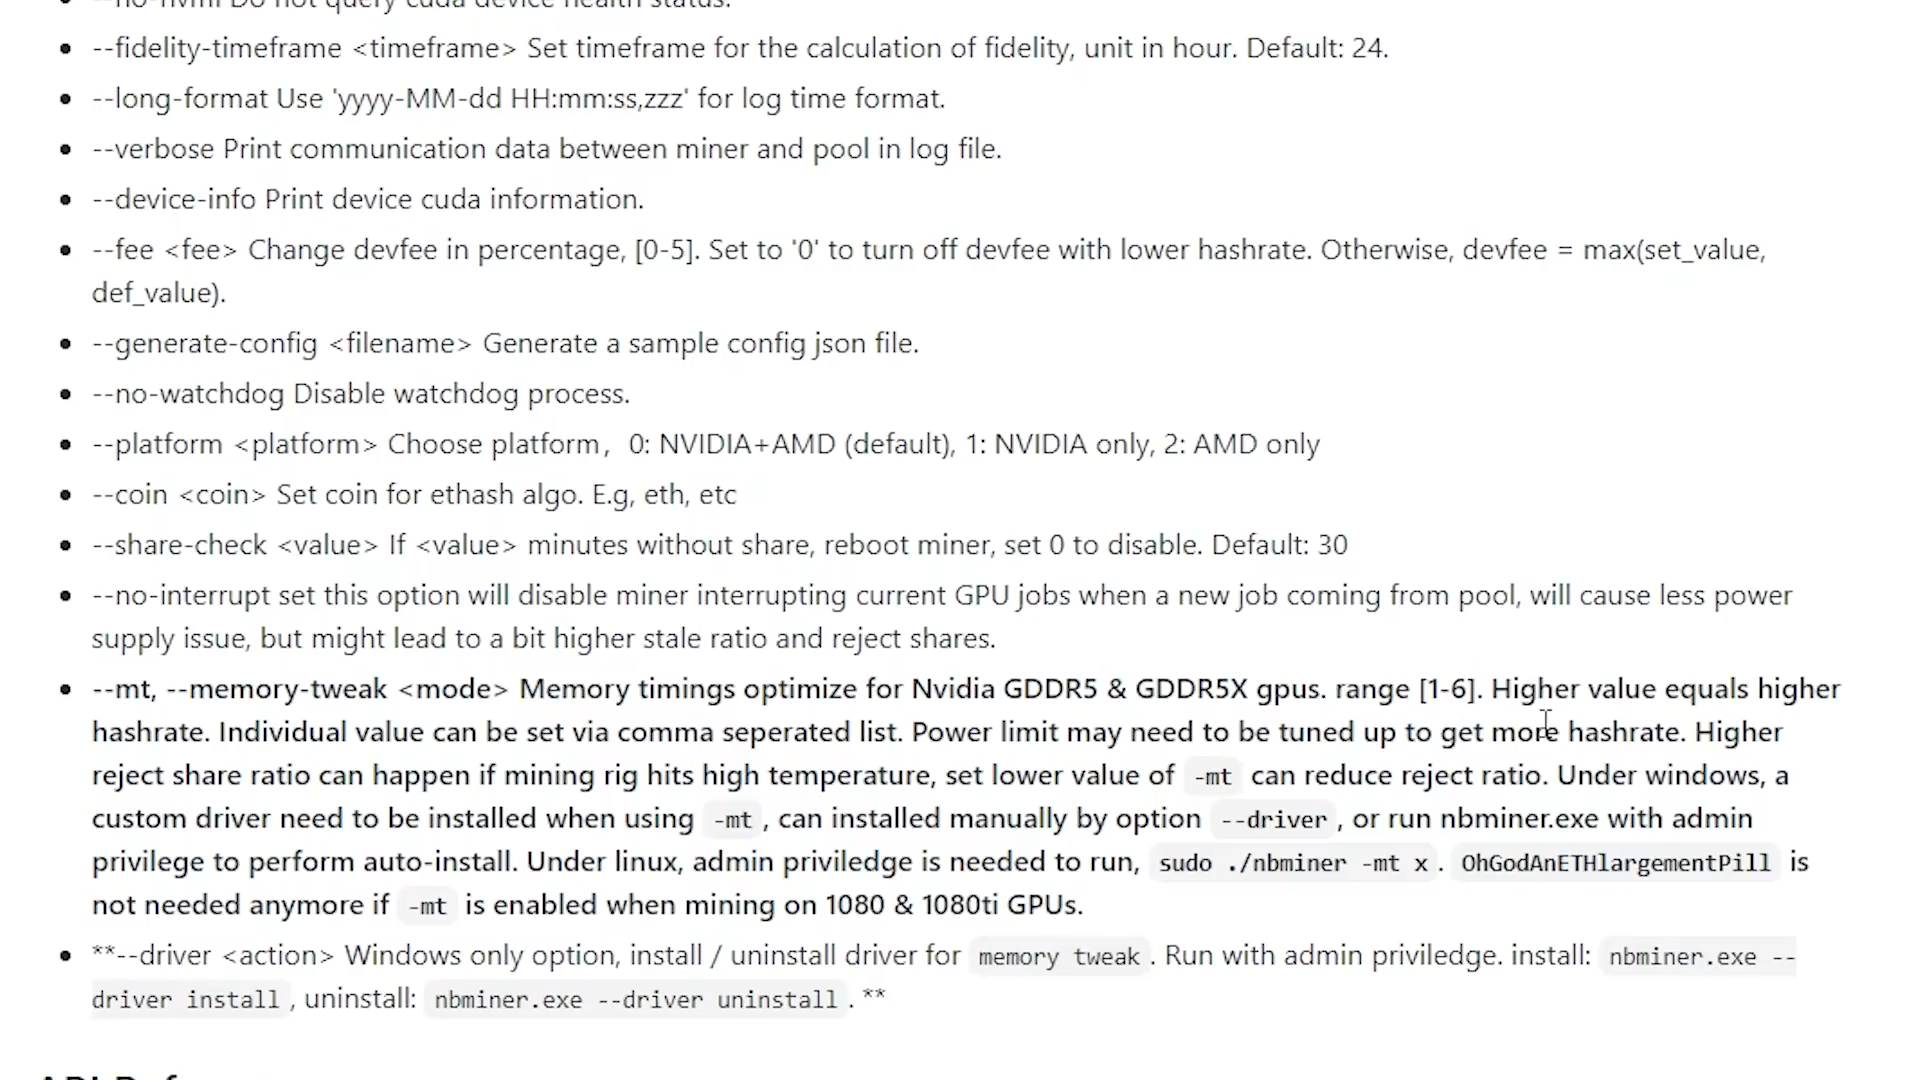 --no-nvml Do not query cuda device health status.
--fidelity-timeframe <timeframe> Set timeframe for the calculation of fidelity, unit in hour. Default: 24.
--long-format Use 'yyyy-MM-dd HH:mm:ss,zzz' for log time format.
--verbose Print communication data between miner and pool in log file.
--device-info Print device cuda information.
--fee <fee> Change devfee in percentage, [0-5]. Set to '0' to turn off devfee with lower hashrate. Otherwise, devfee = max(set_value,
def_value).
--generate-config <filename> Generate a sample config json file.
--no-watchdog Disable watchdog process.
--platform <platform> Choose platform，0: NVIDIA+AMD (default), 1: NVIDIA only, 2: AMD only
--coin <coin> Set coin for ethash algo. E.g, eth, etc
--share-check <value> If <value> minutes without share, reboot miner, set 0 to disable. Default: 30
--no-interrupt set this option will disable miner interrupting current GPU jobs when a new job coming from pool, will cause less power
supply issue, but might lead to a bit higher stale ratio and reject shares.
--mt, --memory-tweak <mode> Memory timings optimize for Nvidia GDDR5 & GDDR5X gpus. range [1-6]. Higher value equals higher
hashrate. Individual value can be set via comma seperated list. Power limit may need to be tuned up to get more hashrate. Higher
reject share ratio can happen if mining rig hits high temperature, set lower value of -mt can reduce reject ratio. Under windows, a
custom driver need to be installed when using -mt, can installed manually by option --driver, or run nbminer.exe with admin
privilege to perform auto-install. Under linux, admin priviledge is needed to run, sudo ./nbminer -mt x. OhGodAnETHlargementPill is
not needed anymore if -mt is enabled when mining on 1080 & 1080ti GPUs.
**--driver <action> Windows only option, install / uninstall driver for memory tweak. Run with admin priviledge. install: nbminer.exe --
driver install, uninstall: nbminer.exe --driver uninstall. **